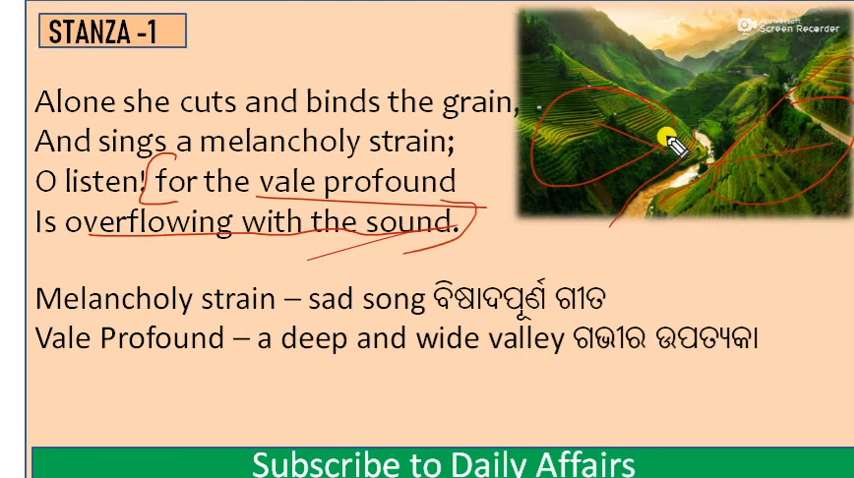 STANZA -1
Screen Recorder
Alone she cuts and binds the grain,
And sings a melancholy strain;
O listen! for the vale profound
Is overflowing with the sound.
Melancholy strain – sad song ବିଷାଦପୂର୍ଣ ଗୀତ
Vale Profound – a deep and wide valley ଗଭୀର ଉପତ୍ୟକା
Subscribe to Daily Affairs